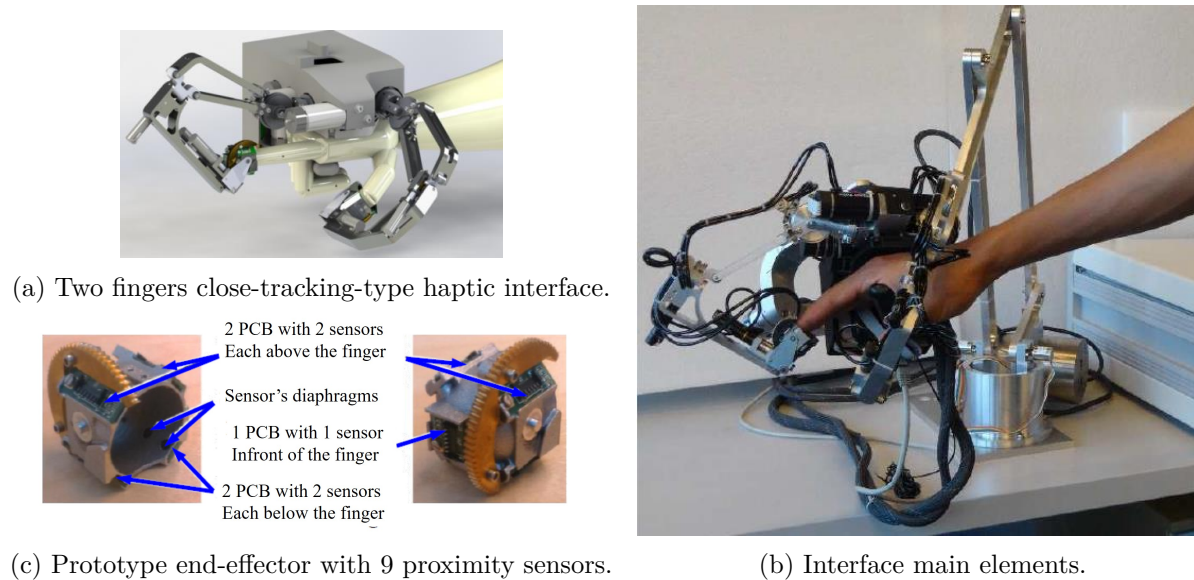 (a) Two fingers close-tracking-type haptic interface.
2 PCB with 2 sensors
Each above the finger
Sensor's diaphragms
1 PCB with 1 sensor
Infront of the finger
2 PCB with 2 sensors
Each below the finger
(c) Prototype end-effector with 9 proximity sensors.
(b) Interface main elements.